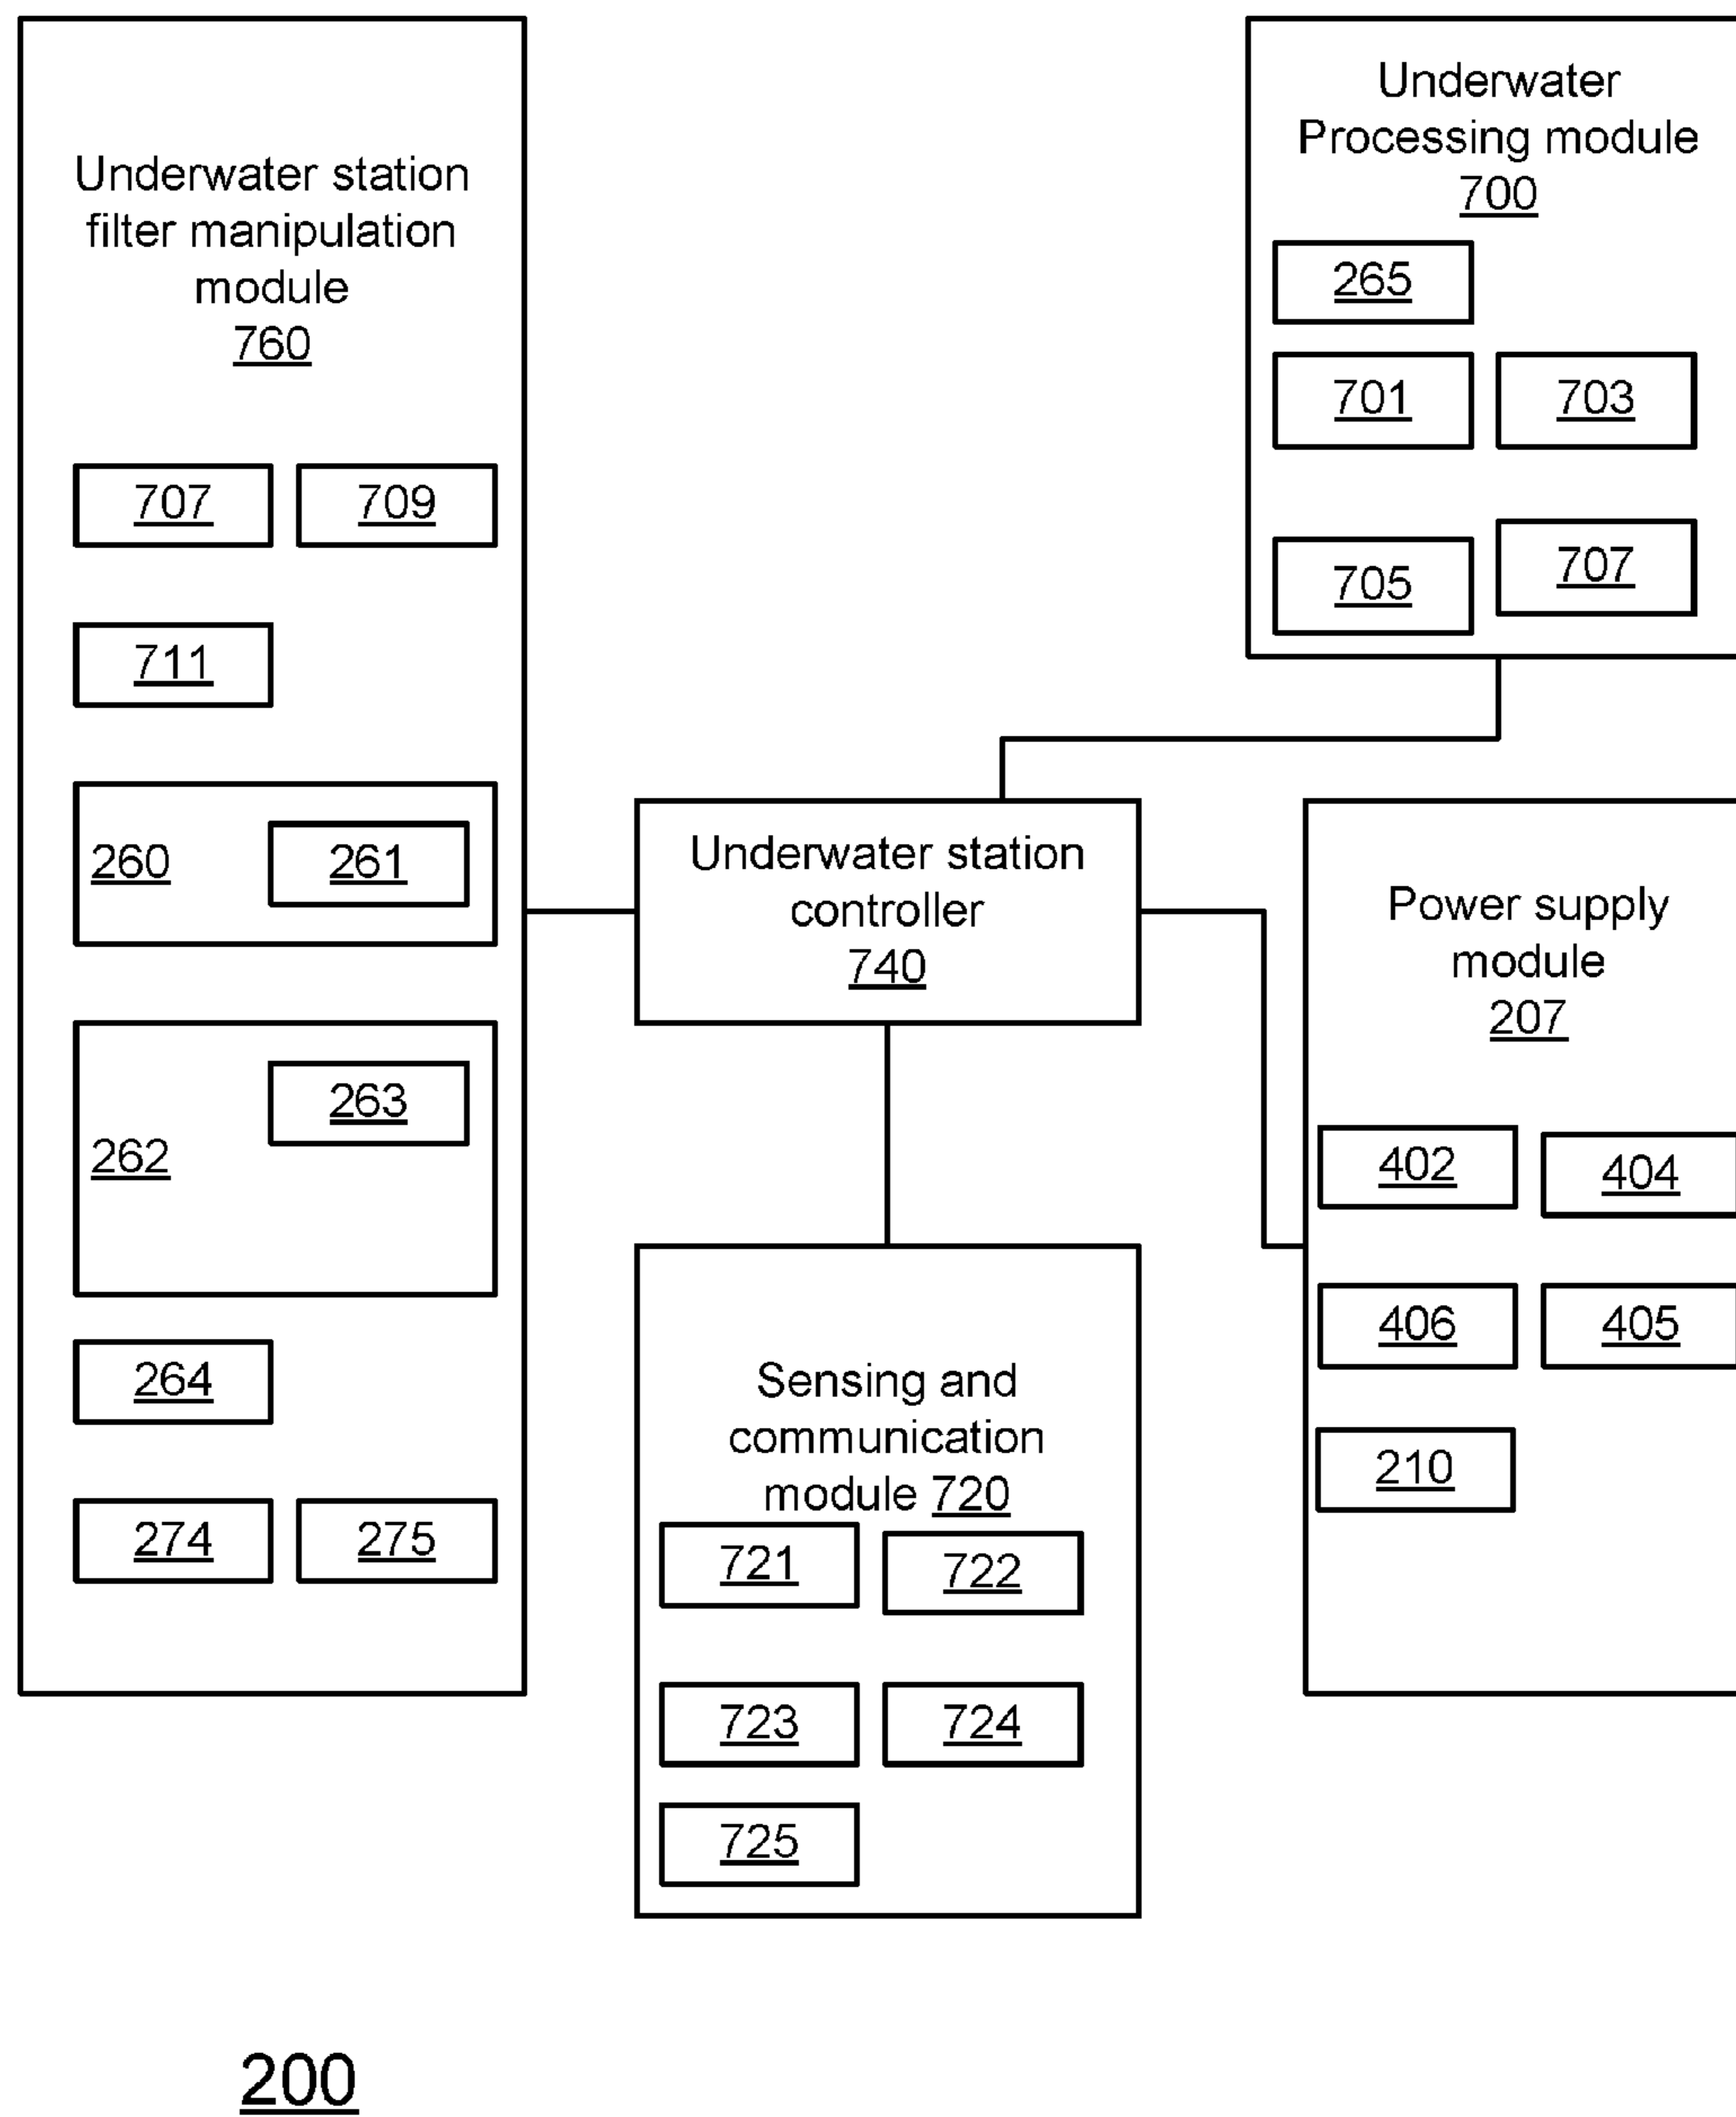 Underwater station
filter manipulation
module
760
707 709
711
260 261
263
262
264
274 275
Underwater
Processing module
700
265
701 703
705 707
Underwater station
controller
740
Power supply
module
207
402 404
406 405
210
Sensing and
communication
module 720
721 722
723 724
725
200